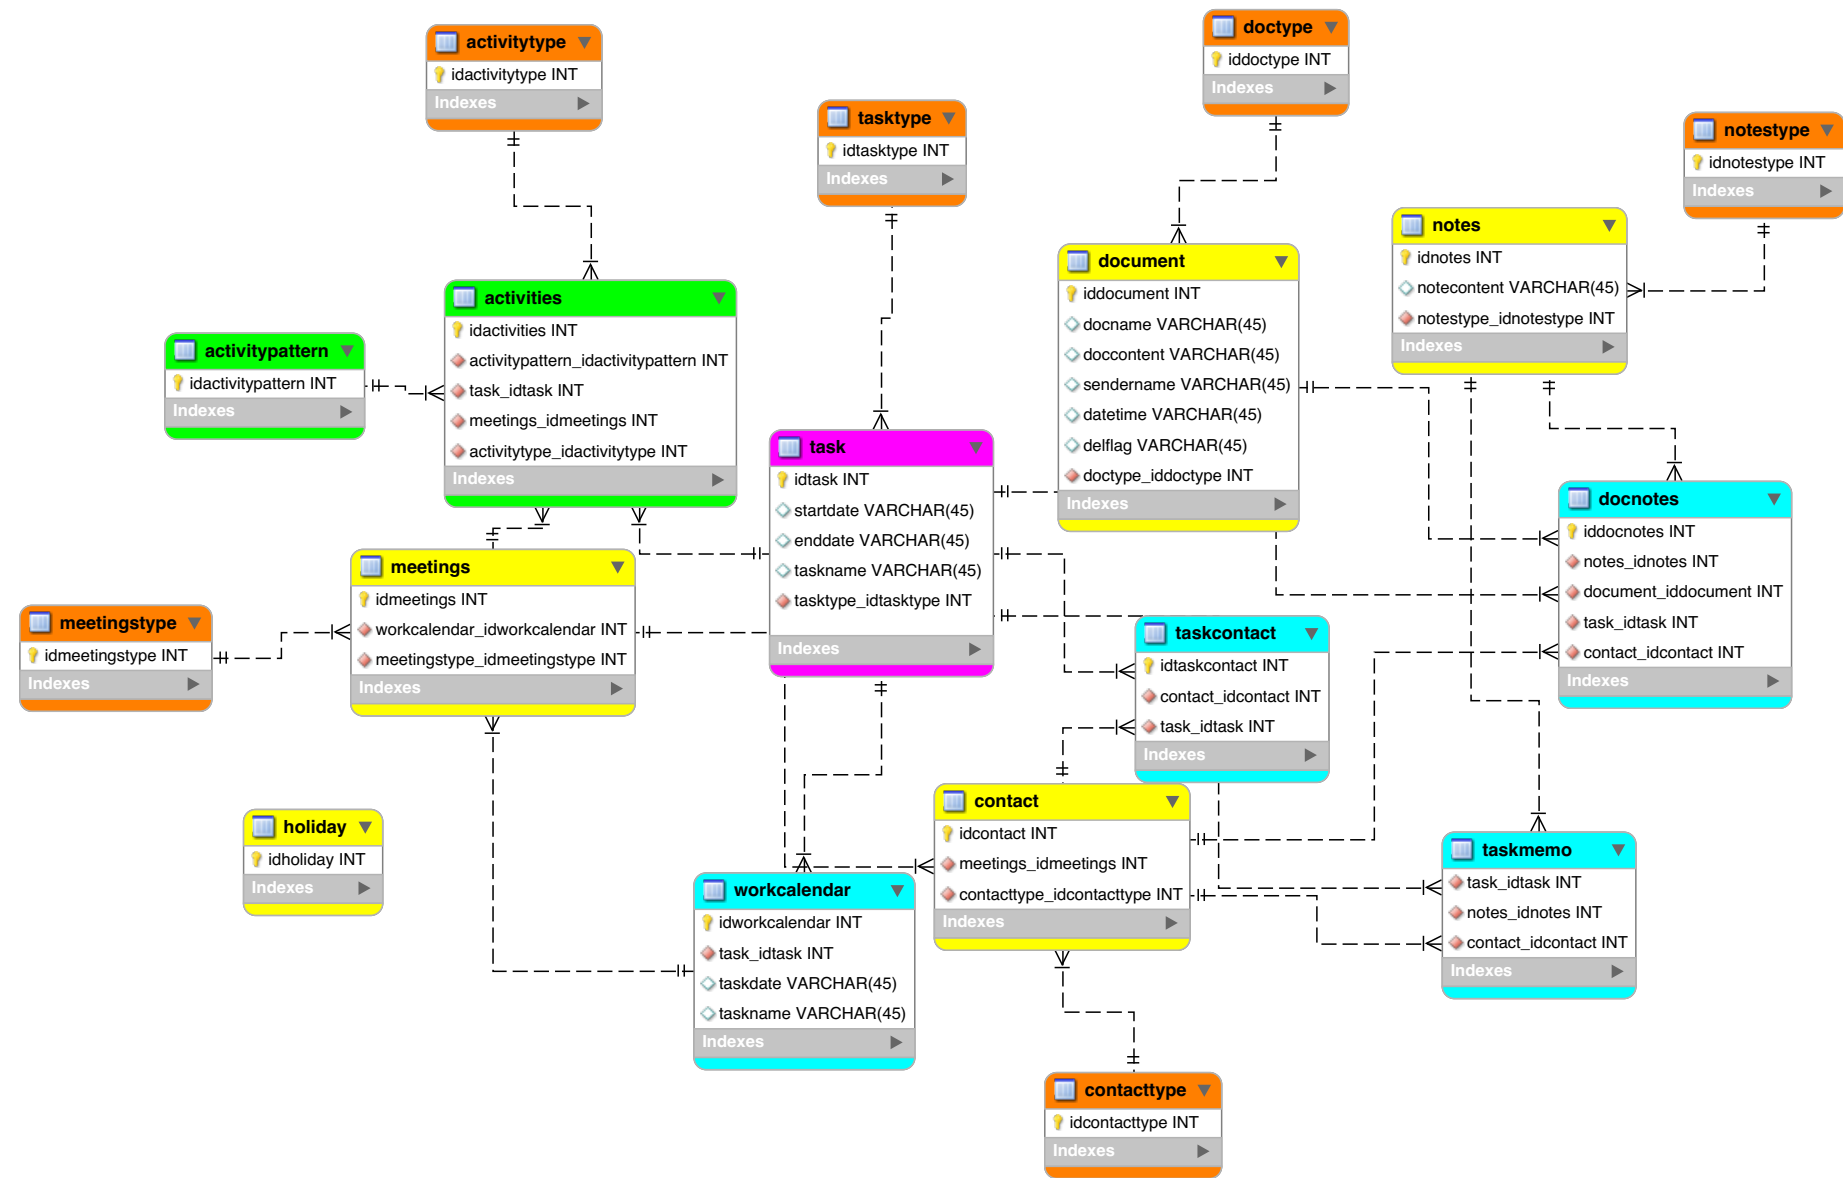 activitytype
idactivitytype INT
Indexes
doctype
iddoctype INT
Indexes
tasktype
idtasktype INT
Indexes
notestype
idnotestype INT
Indexes
notes
idnotes INT
notecontent VARCHAR(45)
notestype_idnotestype INT
Indexes
document
iddocument INT
docname VARCHAR(45)
doccontent VARCHAR(45)
sendername VARCHAR(45)
datetime VARCHAR(45)
delflag VARCHAR(45)
doctype_iddoctype INT
Indexes
activities
idactivities INT
activitypattern_idactivitypattern INT
task_idtask INT
meetings_idmeetings INT
activitytype_idactivitytype INT
Indexes
activitypattern
idactivitypattern INT
Indexes
task
idtask INT
startdate VARCHAR(45)
enddate VARCHAR(45)
taskname VARCHAR(45)
tasktype_idtasktype INT
Indexes
docnotes
iddocnotes INT
notes_idnotes INT
document_iddocument INT
task_idtask INT
contact_idcontact INT
Indexes
meetings
idmeetings INT
workcalendar_idworkcalendar INT
meetingstype_idmeetingstype INT
Indexes
meetingstype
idmeetingstype INT
Indexes
taskcontact
idtaskcontact INT
contact_idcontact INT
task_idtask INT
Indexes
contact
idcontact INT
meetings_idmeetings INT
contacttype_idcontacttype INT
Indexes
holiday
idholiday INT
Indexes
taskmemo
task_idtask INT
notes_idnotes INT
contact_idcontact INT
Indexes
workcalendar
idworkcalendar INT
task_idtask INT
taskdate VARCHAR(45)
taskname VARCHAR(45)
Indexes
contacttype
idcontacttype INT
Indexes